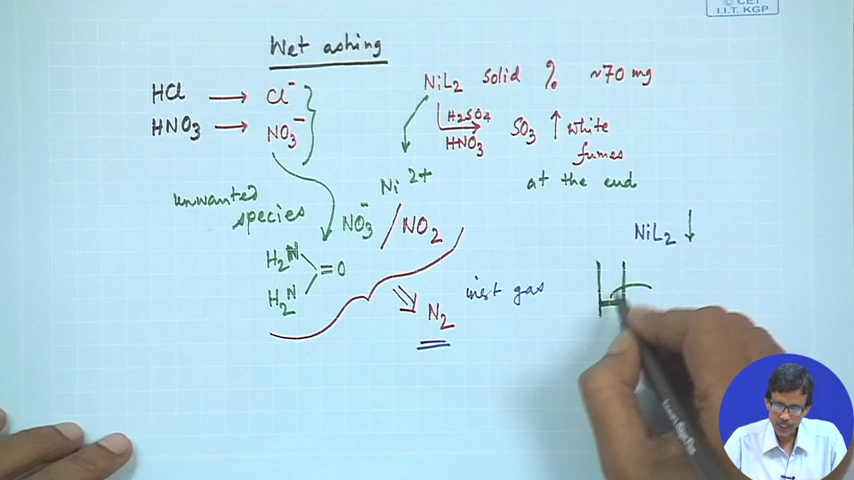 © CET
I.I.T. KGP
Wet ashing
HCl → Cl⁻
HNO3 → NO3⁻
NiL2 solid % ~70 mg
H2SO4
HNO3
SO3 ↑ white
fumes
at the end
Ni 2+
unwanted
species
NO3⁻ / NO2
H2N
H2N
=O
N2
inert gas
NiL2 ↓